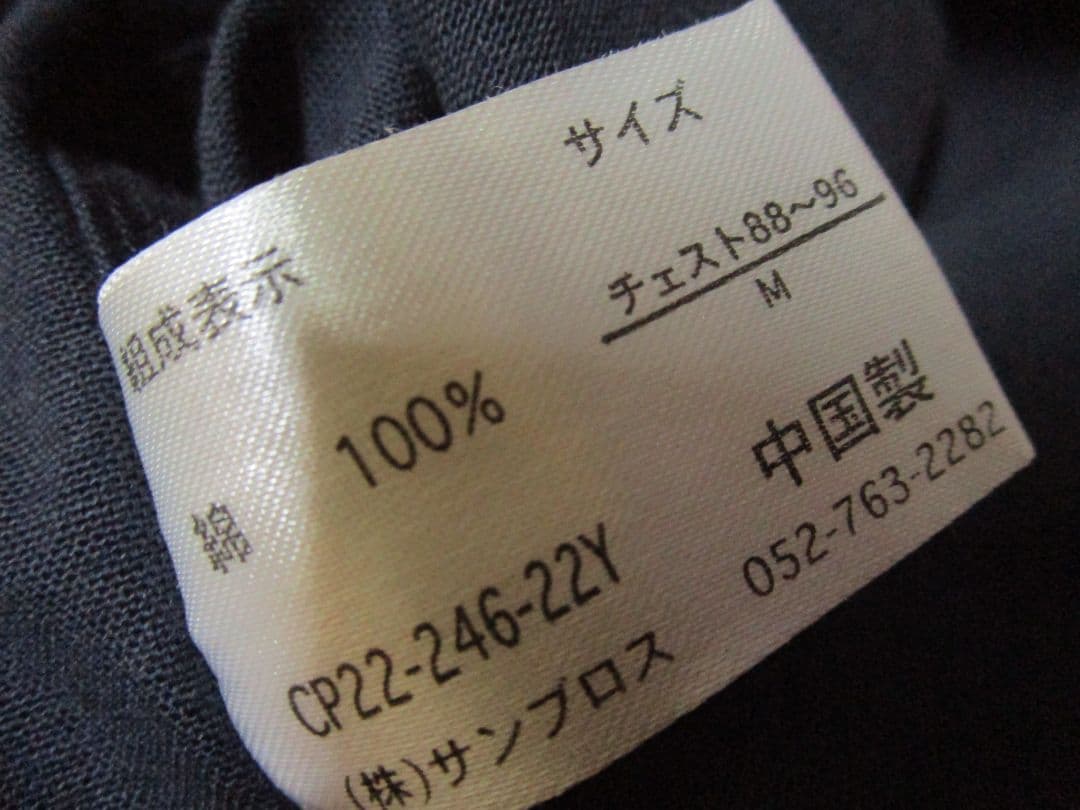 サイズ
チェスト88～96
M
組成表示
綿 100%
中国製
CP22-246-22Y
052-763-2282
(株)サンブロス